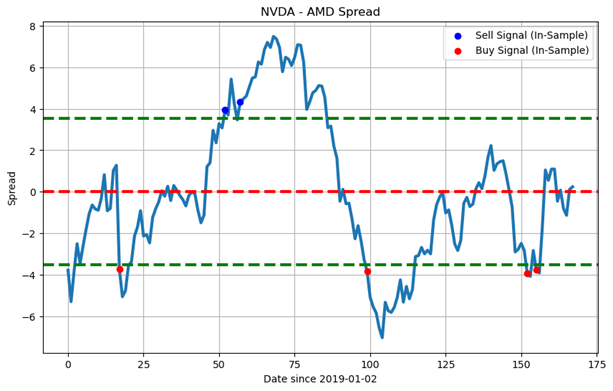 NVDA - AMD Spread
Sell Signal (In-Sample)
Buy Signal (In-Sample)
8
6
4
2
0
−2
−4
−6
Spread
0 25 50 75 100 125 150 175
Date since 2019-01-02